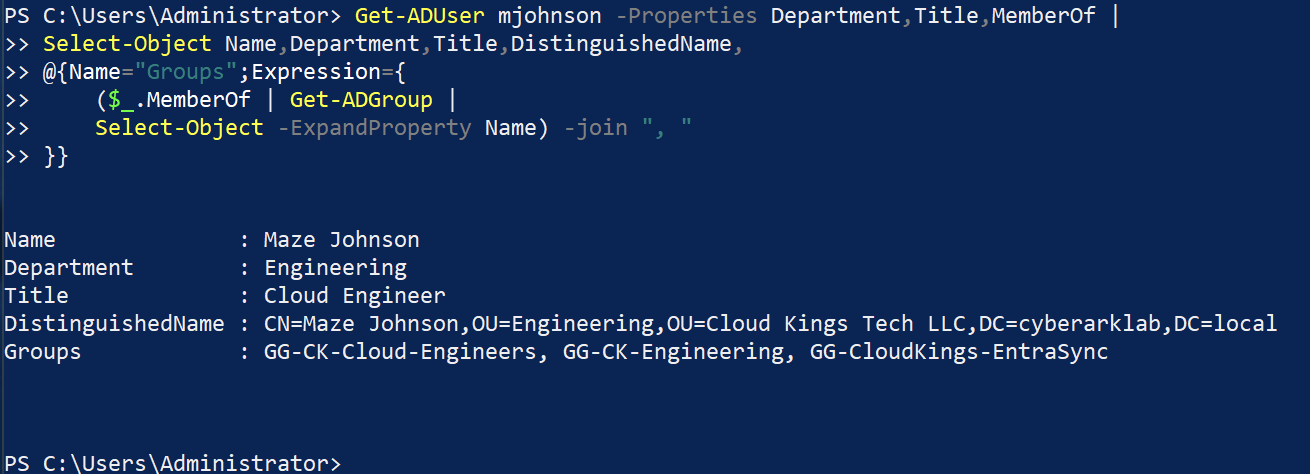 PS C:\Users\Administrator> Get-ADUser mjohnson -Properties Department,Title,MemberOf |
>> Select-Object Name,Department,Title,DistinguishedName,
>> @{Name="Groups";Expression={
>>     ($_.MemberOf | Get-ADGroup |
>>     Select-Object -ExpandProperty Name) -join ", "
>> }}
Name              : Maze Johnson
Department        : Engineering
Title             : Cloud Engineer
DistinguishedName : CN=Maze Johnson,OU=Engineering,OU=Cloud Kings Tech LLC,DC=cyberarklab,DC=local
Groups            : GG-CK-Cloud-Engineers, GG-CK-Engineering, GG-CloudKings-EntraSync
PS C:\Users\Administrator>